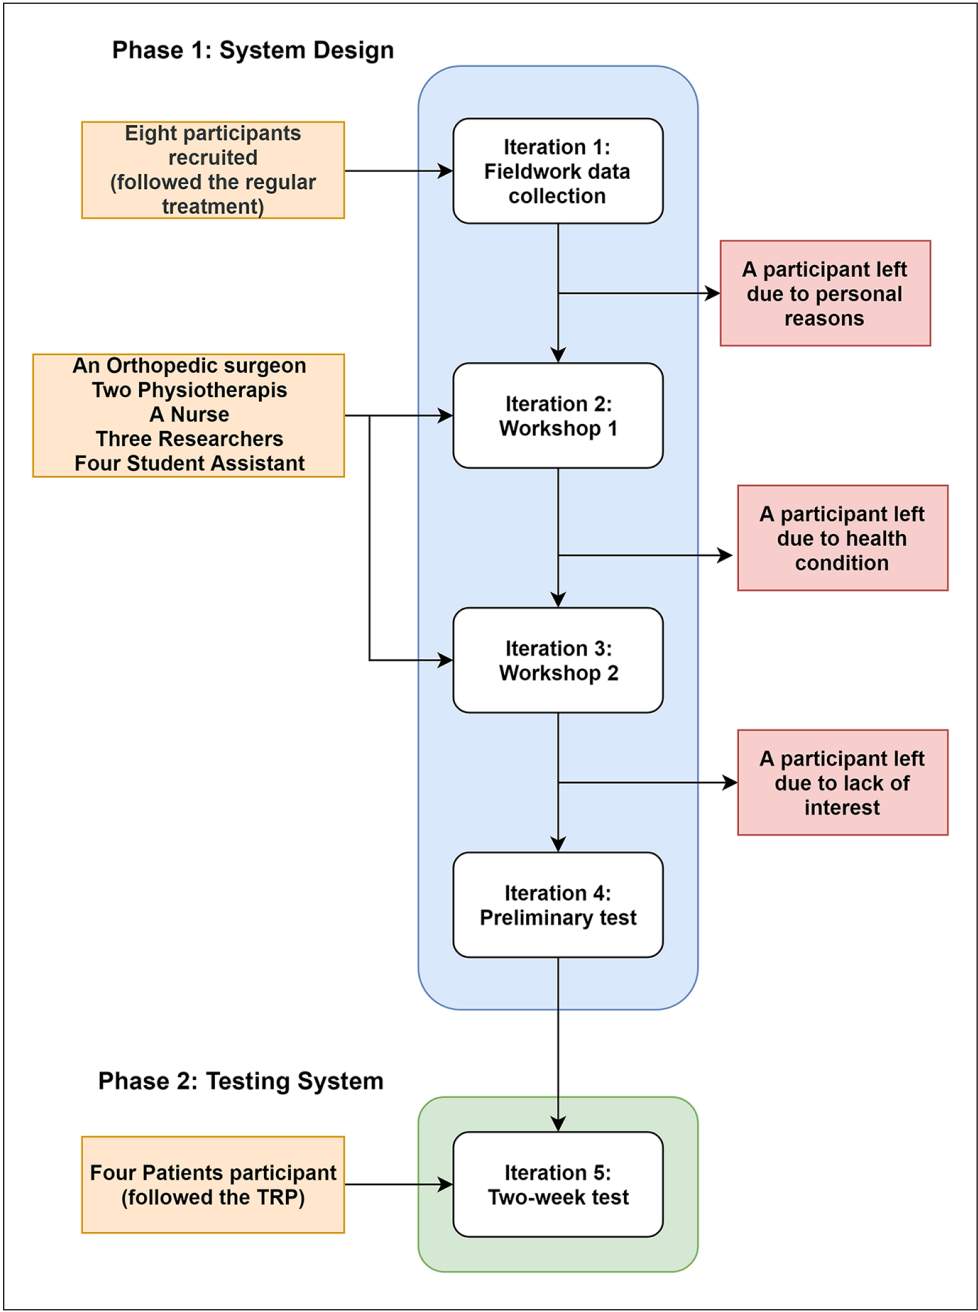 Phase 1: System Design
Eight participants
recruited
(followed the regular
treatment)
Iteration 1:
Fieldwork data
collection
A participant left
due to personal
reasons
An Orthopedic surgeon
Two Physiotherapis
A Nurse
Three Researchers
Four Student Assistant
Iteration 2:
Workshop 1
A participant left
due to health
condition
Iteration 3:
Workshop 2
A participant left
due to lack of
interest
Iteration 4:
Preliminary test
Phase 2: Testing System
Four Patients participant
(followed the TRP)
Iteration 5:
Two-week test